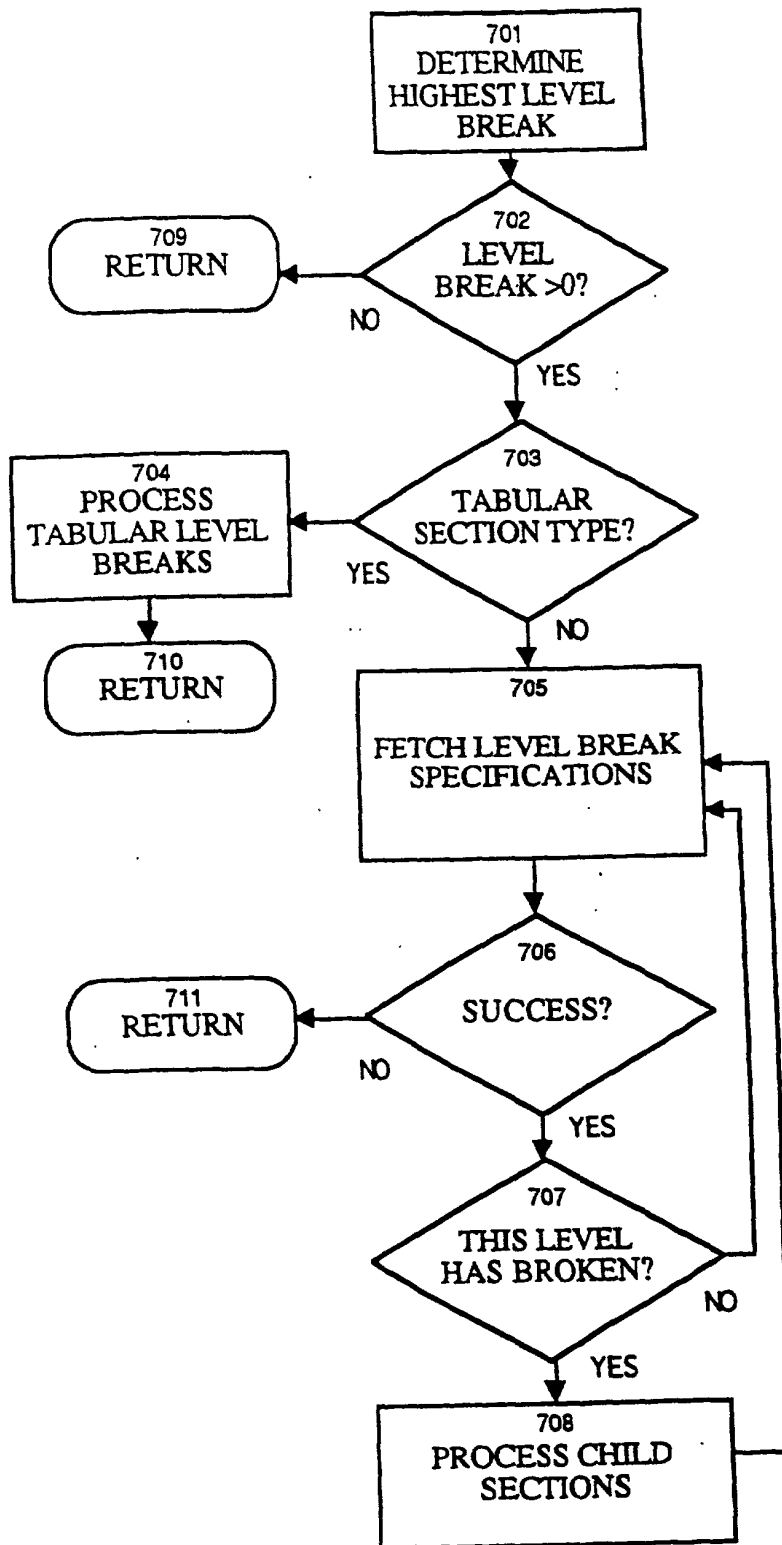 701
DETERMINE
HIGHEST LEVEL
BREAK
702
LEVEL
BREAK >0?
709
RETURN
NO
YES
703
TABULAR
SECTION TYPE?
704
PROCESS
TABULAR LEVEL
BREAKS
YES
NO
710
RETURN
705
FETCH LEVEL BREAK
SPECIFICATIONS
706
SUCCESS?
711
RETURN
NO
YES
707
THIS LEVEL
HAS BROKEN?
NO
YES
708
PROCESS CHILD
SECTIONS